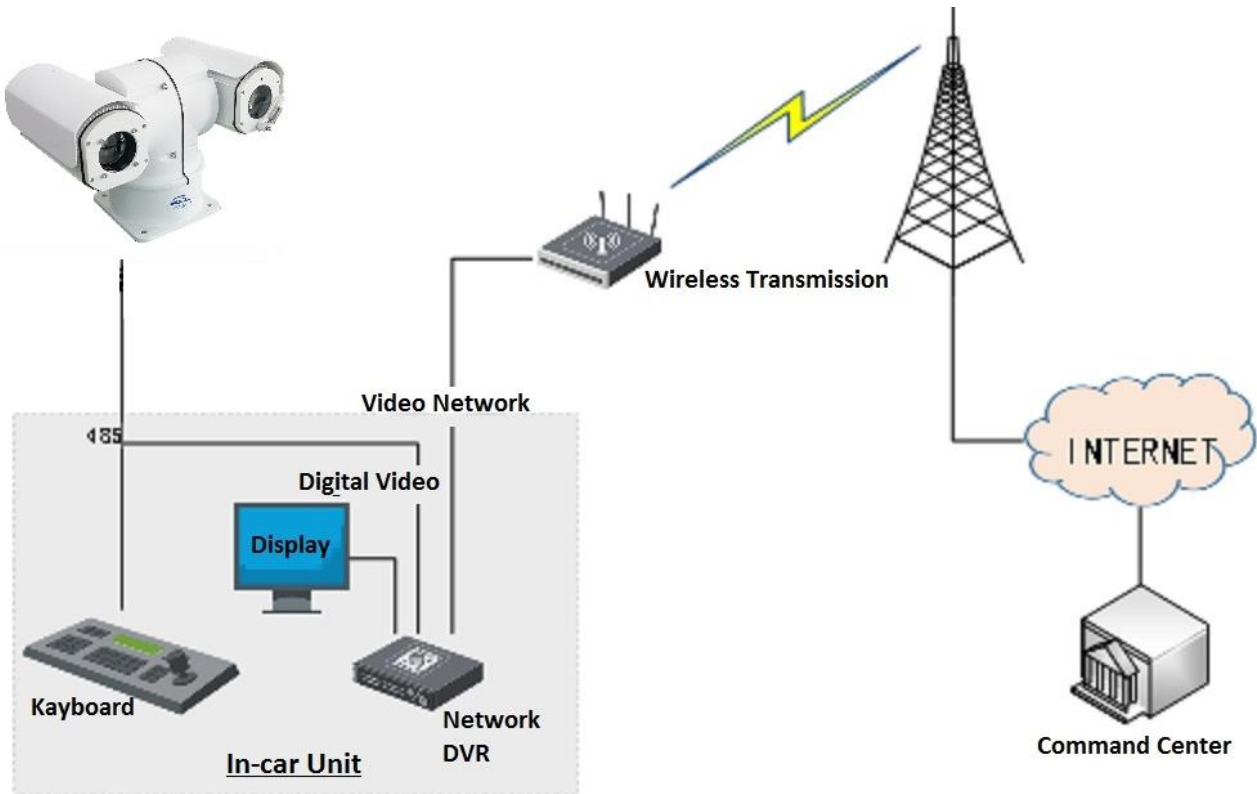 Wireless Transmission
Video Network
485
Digital Video
Display
INTERNET
Kayboard
Network
DVR
In-car Unit
Command Center